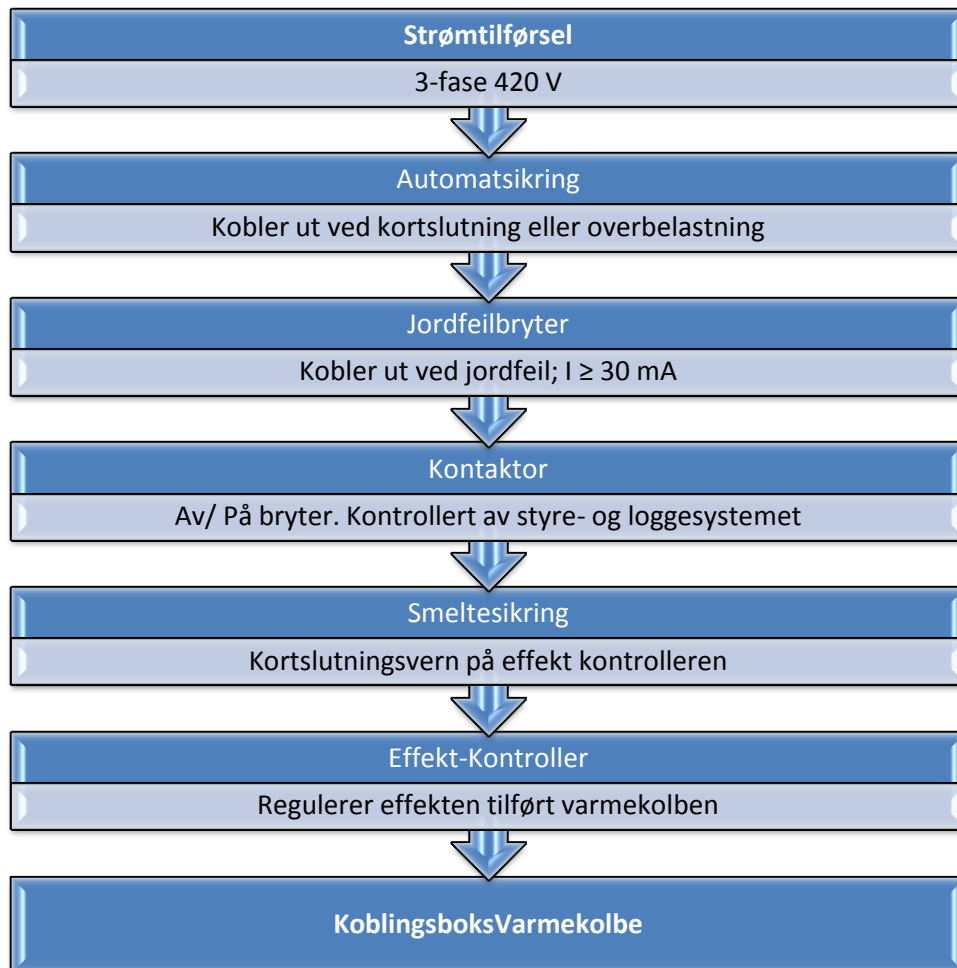 Strømtilførsel
3-fase 420 V
Automatsikring
Kobler ut ved kortslutning eller overbelastning
Jordfeilbryter
Kobler ut ved jordfeil; I ≥ 30 mA
Kontaktor
Av/ På bryter. Kontrollert av styre- og loggesystemet
Smeltesikring
Kortslutningsvern på effekt kontrolleren
Effekt-Kontroller
Regulerer effekten tilført varmekolben
KoblingsboksVarmekolbe